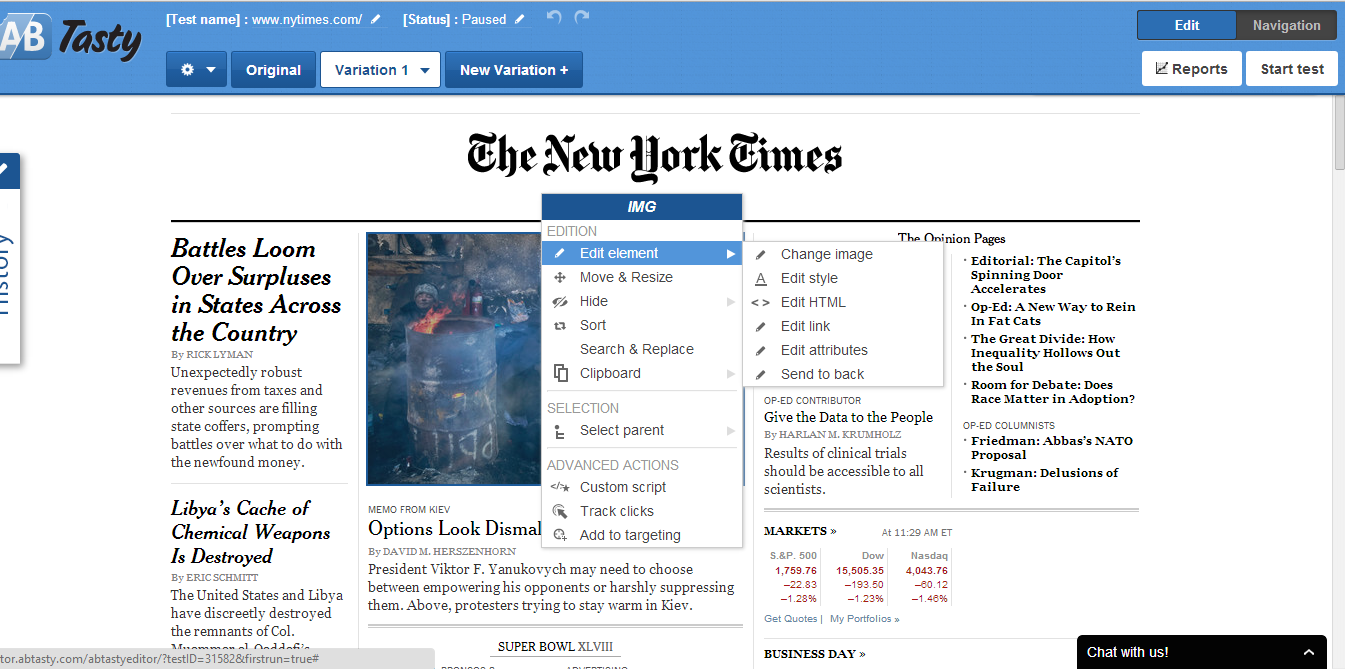 AB Tasty
[Test name] : www.nytimes.com/
[Status] : Paused
Edit
Navigation
Original
Variation 1
New Variation +
Reports
Start test
History
The New York Times
IMG
EDITION
Edit element
Move & Resize
Hide
Sort
Search & Replace
Clipboard
SELECTION
Select parent
ADVANCED ACTIONS
Custom script
Track clicks
Add to targeting
Change image
Edit style
Edit HTML
Edit link
Edit attributes
Send to back
Battles Loom
Over Surpluses
in States Across
the Country
By RICK LYMAN
Unexpectedly robust
revenues from taxes and
other sources are filling
state coffers, prompting
battles over what to do with
the newfound money.
Libya's Cache of
Chemical Weapons
Is Destroyed
By ERIC SCHMITT
The United States and Libya
have discreetly destroyed
the remnants of Col.
MEMO FROM KIEV
Options Look Dismal
By DAVID M. HERSZENHORN
President Viktor F. Yanukovych may need to choose
between empowering his opponents or harshly suppressing
them. Above, protesters trying to stay warm in Kiev.
SUPER BOWL XLVIII
The Opinion Pages
OP-ED CONTRIBUTOR
Give the Data to the People
By HARLAN M. KRUMHOLZ
Results of clinical trials
should be accessible to all
scientists.
· Editorial: The Capitol's
Spinning Door
Accelerates
· Op-Ed: A New Way to Rein
In Fat Cats
· The Great Divide: How
Inequality Hollows Out
the Soul
· Room for Debate: Does
Race Matter in Adoption?
OP-ED COLUMNISTS
· Friedman: Abbas's NATO
Proposal
· Krugman: Delusions of
Failure
MARKETS »
At 11:29 AM ET
S.&P. 500 Dow Nasdaq
1,759.76 15,505.35 4,043.76
–22.83 –193.50 –60.12
–1.28% –1.23% –1.46%
Get Quotes | My Portfolios »
BUSINESS DAY »
Chat with us!
tor.abtasty.com/abtastyeditor/?testID=31582&firstrun=true#